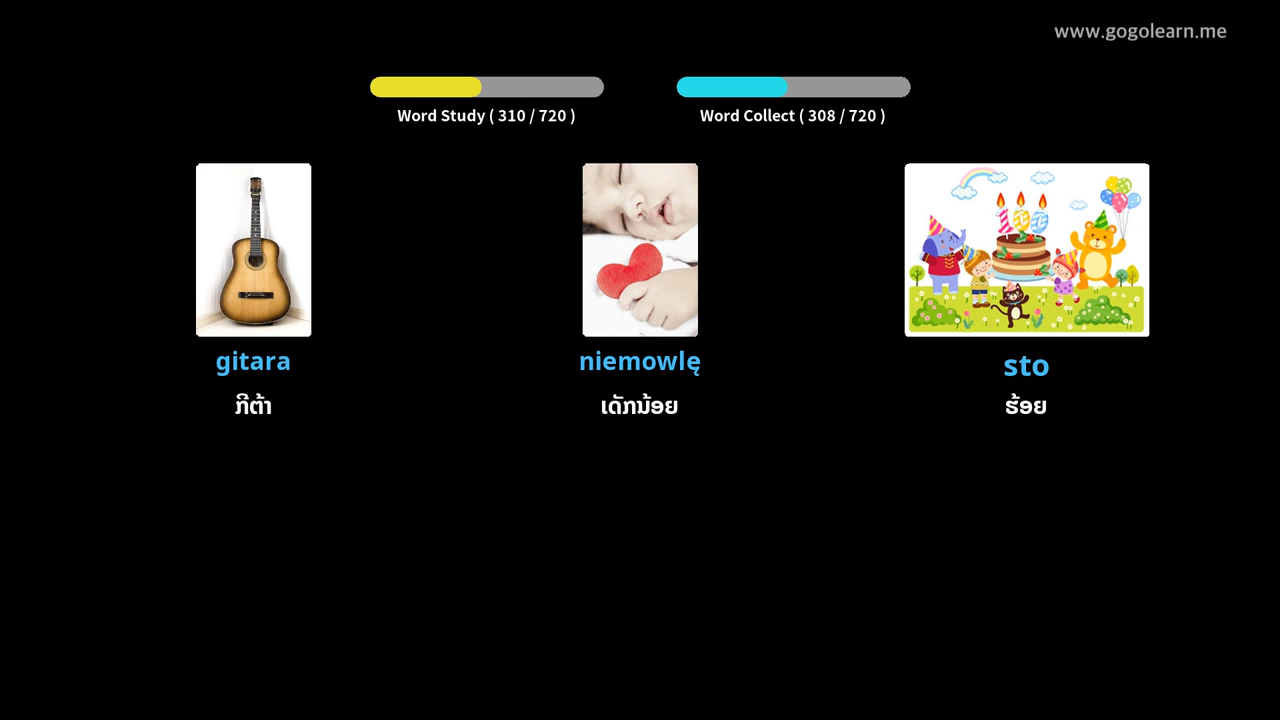 www.gogolearn.me
Word Study ( 310 / 720 )
Word Collect ( 308 / 720 )
100
gitara
niemowlę
sto
ກີຕ້າ
ເດັກນ້ອຍ
ຮ້ອຍ